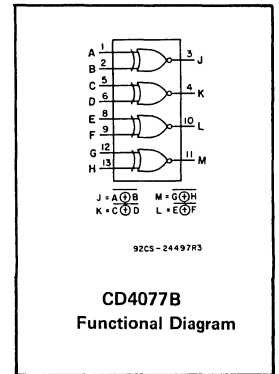 A 1
B 2
3 J
C 5
D 6
4 K
E 8
F 9
10 L
G 12
H 13
11 M
J = A⊕B M = G⊕H
K = C⊕D L = E⊕F
92CS-24497R3
CD4077B
Functional Diagram